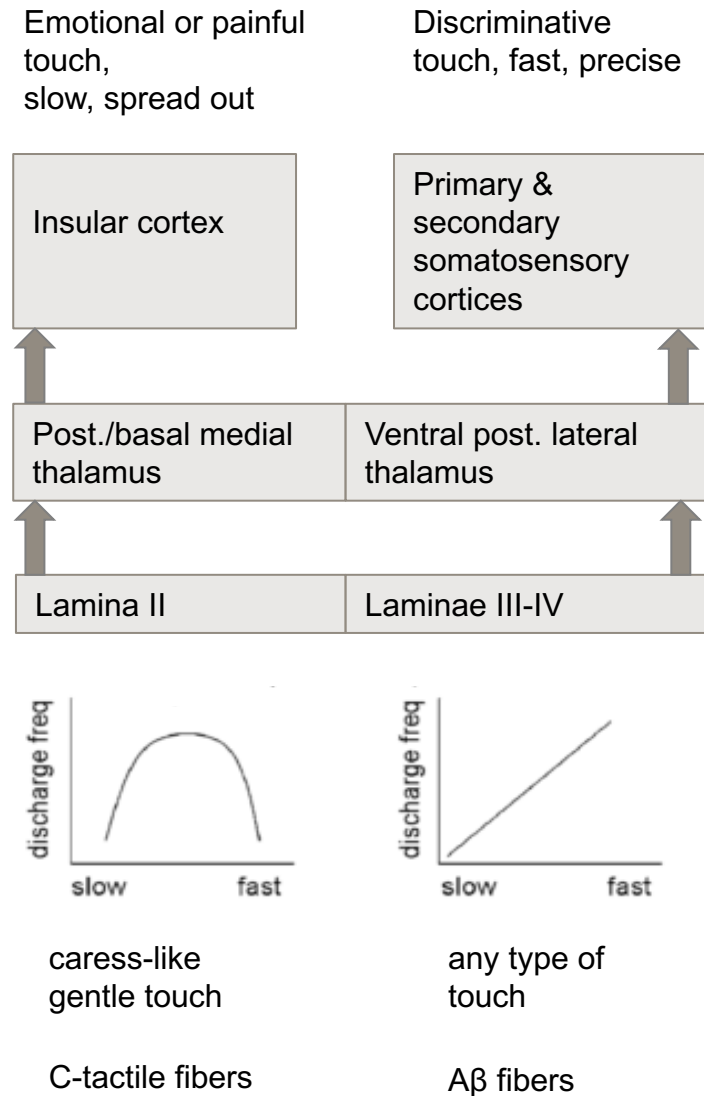 Emotional or painful
touch,
slow, spread out
Discriminative
touch, fast, precise
Insular cortex
Primary &
secondary
somatosensory
cortices
Post./basal medial
thalamus
Ventral post. lateral
thalamus
Lamina II
Laminae III-IV
discharge freq
slow
fast
discharge freq
slow
fast
caress-like
gentle touch
any type of
touch
C-tactile fibers
Aβ fibers